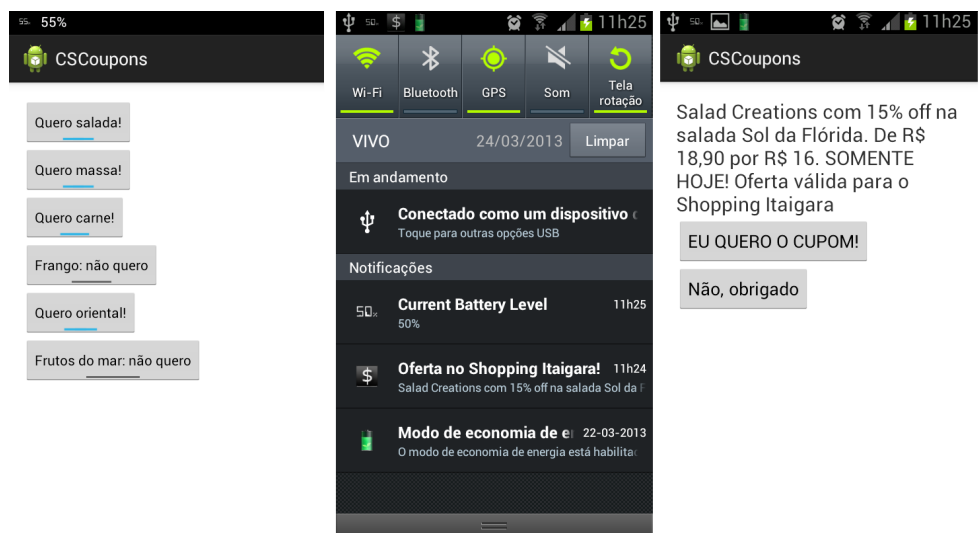 55% 55%
CSCoupons
Quero salada!
Quero massa!
Quero carne!
Frango: não quero
Quero oriental!
Frutos do mar: não quero
50% $ 11h25
Wi-Fi Bluetooth GPS Som Tela
rotação
VIVO 24/03/2013 Limpar
Em andamento
Conectado como um dispositivo
Toque para outras opções USB
Notificações
50% Current Battery Level 11h25
50%
$ Oferta no Shopping Itaigara! 11h24
Salad Creations com 15% off na salada Sol da F
Modo de economia de e 22-03-2013
O modo de economia de energia está habilita
50% 11h25
CSCoupons
Salad Creations com 15% off na
salada Sol da Flórida. De R$
18,90 por R$ 16. SOMENTE
HOJE! Oferta válida para o
Shopping Itaigara
EU QUERO O CUPOM!
Não, obrigado